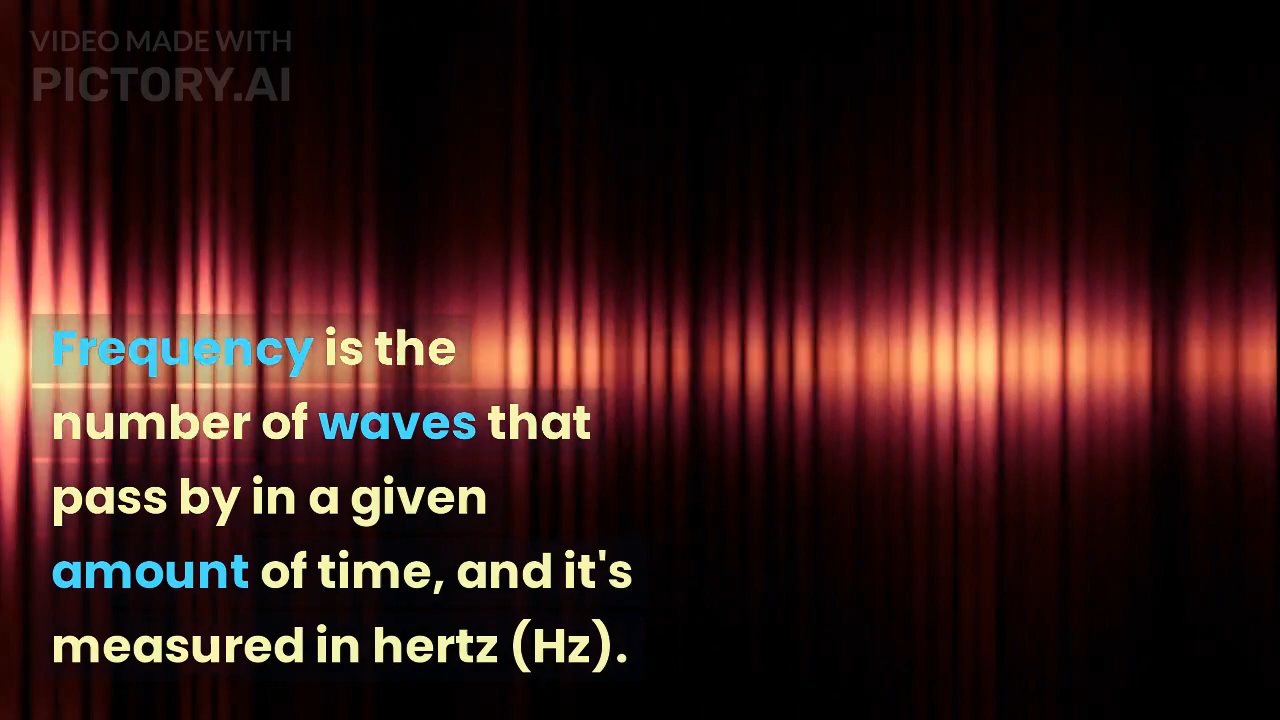 VIDEO MADE WITH
PICTORY.AI
Frequency is the
number of waves that
pass by in a given
amount of time, and it's
measured in hertz (Hz).